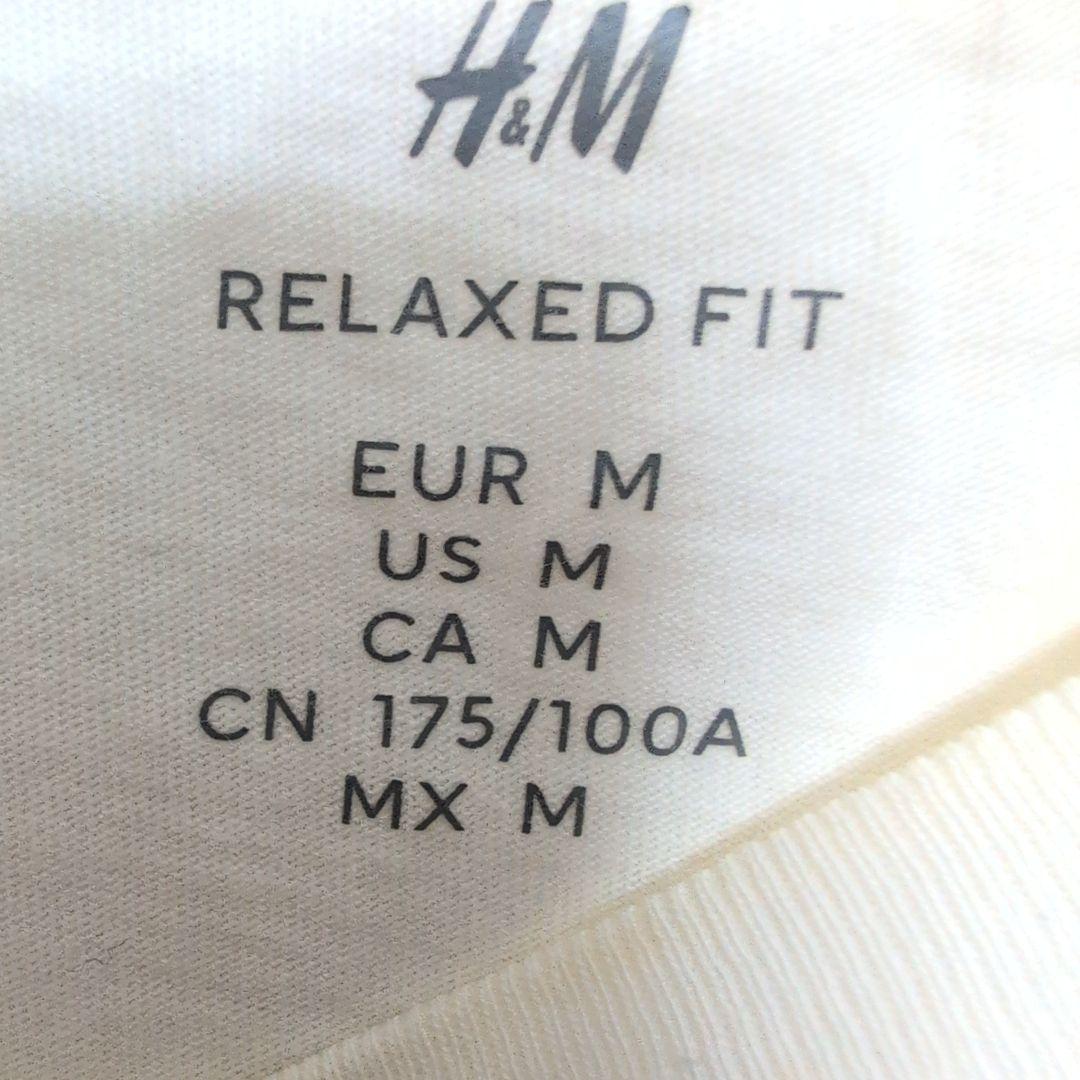 H&M
RELAXED FIT
EUR M
US M
CA M
CN 175/100A
MX M